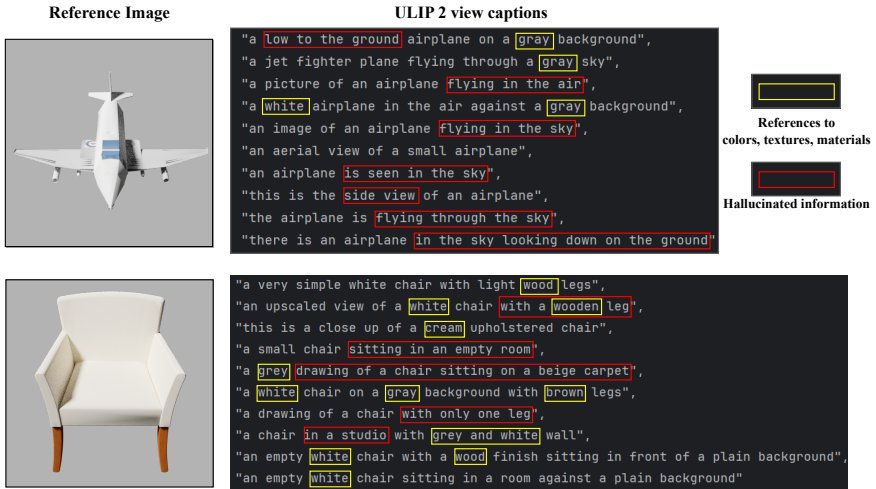 Reference Image
ULIP 2 view captions
"a low to the ground airplane on a gray background",
"a jet fighter plane flying through a gray sky",
"a picture of an airplane flying in the air",
"a white airplane in the air against a gray background",
"an image of an airplane flying in the sky",
"an aerial view of a small airplane",
"an airplane is seen in the sky",
"this is the side view of an airplane",
"the airplane is flying through the sky",
"there is an airplane in the sky looking down on the ground"
References to
colors, textures, materials
Hallucinated information
"a very simple white chair with light wood legs",
"an upscaled view of a white chair with a wooden leg",
"this is a close up of a cream upholstered chair",
"a small chair sitting in an empty room",
"a grey drawing of a chair sitting on a beige carpet",
"a white chair on a gray background with brown legs",
"a drawing of a chair with only one leg",
"a chair in a studio with grey and white wall",
"an empty white chair with a wood finish sitting in front of a plain background",
"an empty white chair sitting in a room against a plain background"